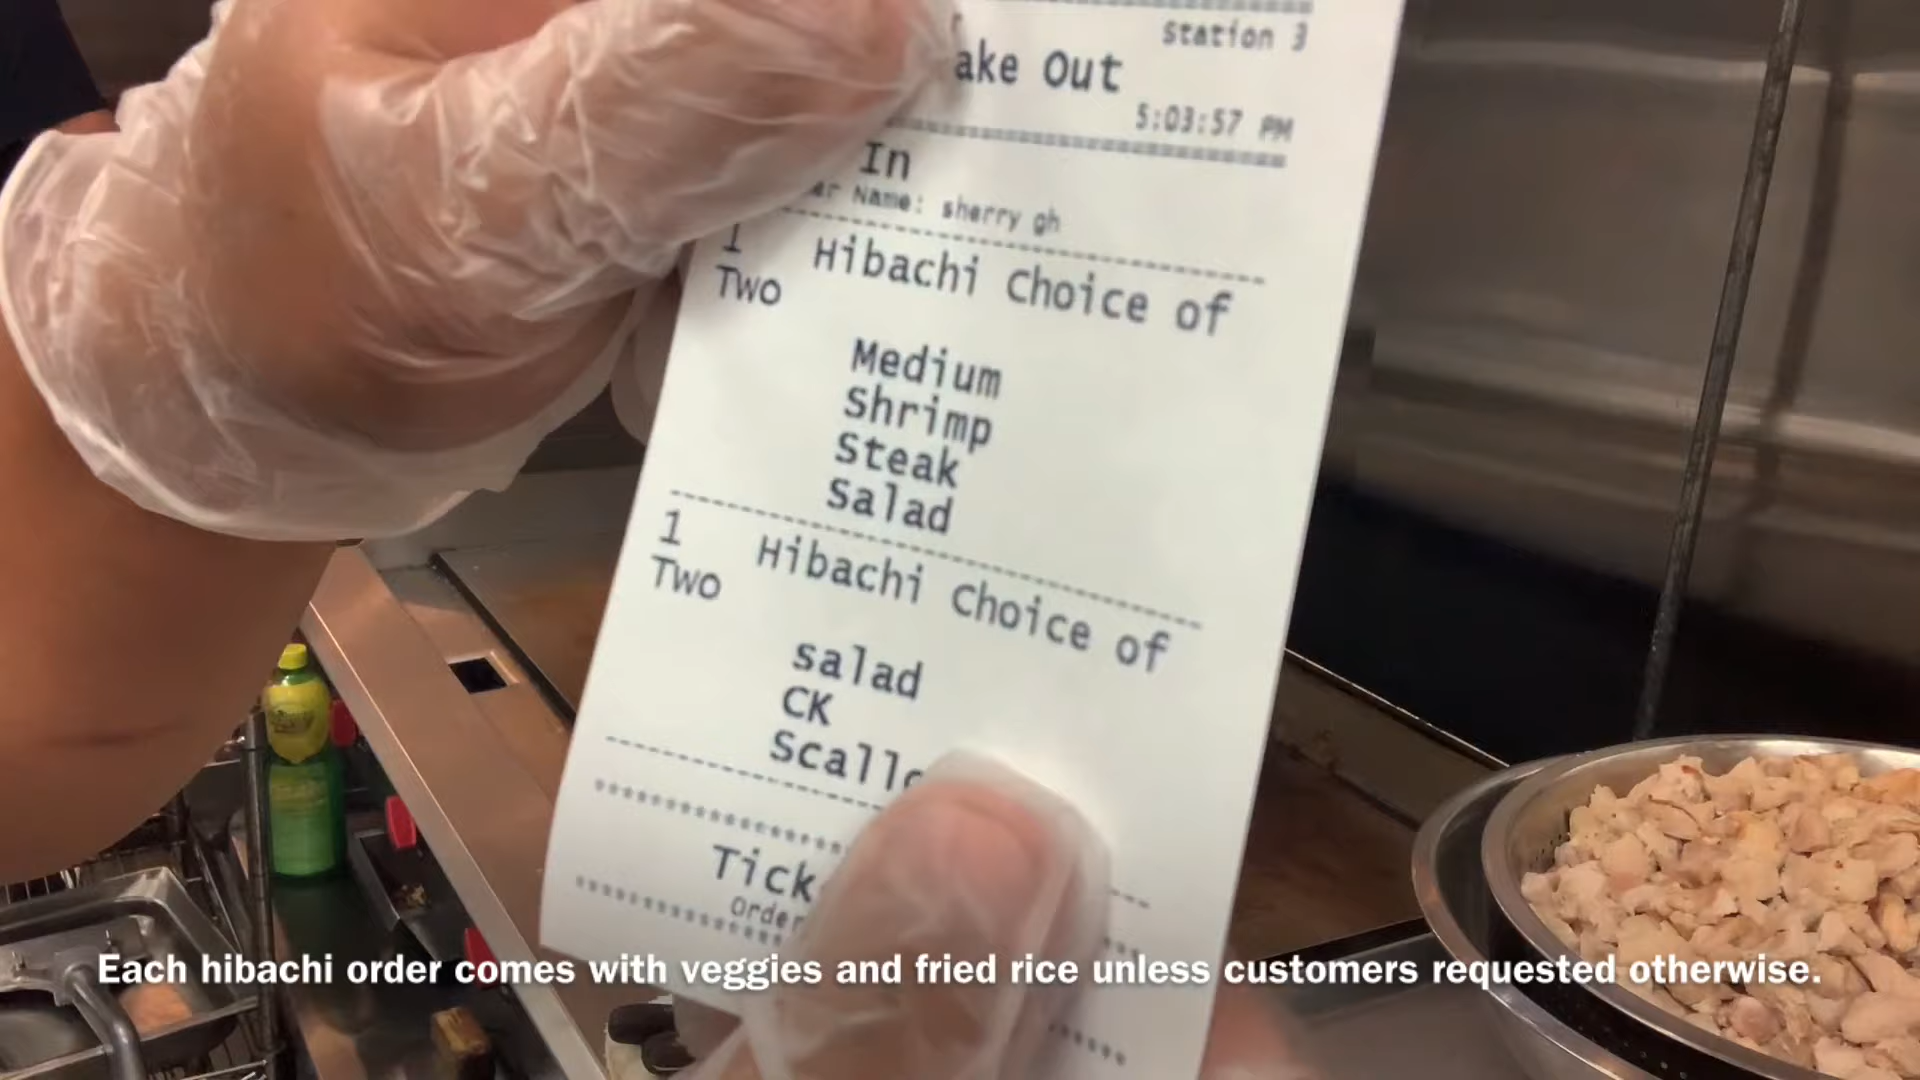 Station 3
ake Out
5:03:57 PM
In
Name: sherry gh
1 Hibachi Choice of
Two
Medium
Shrimp
Steak
Salad
1 Hibachi Choice of
Two
salad
CK
Scall
Tick
Order
Each hibachi order comes with veggies and fried rice unless customers requested otherwise.